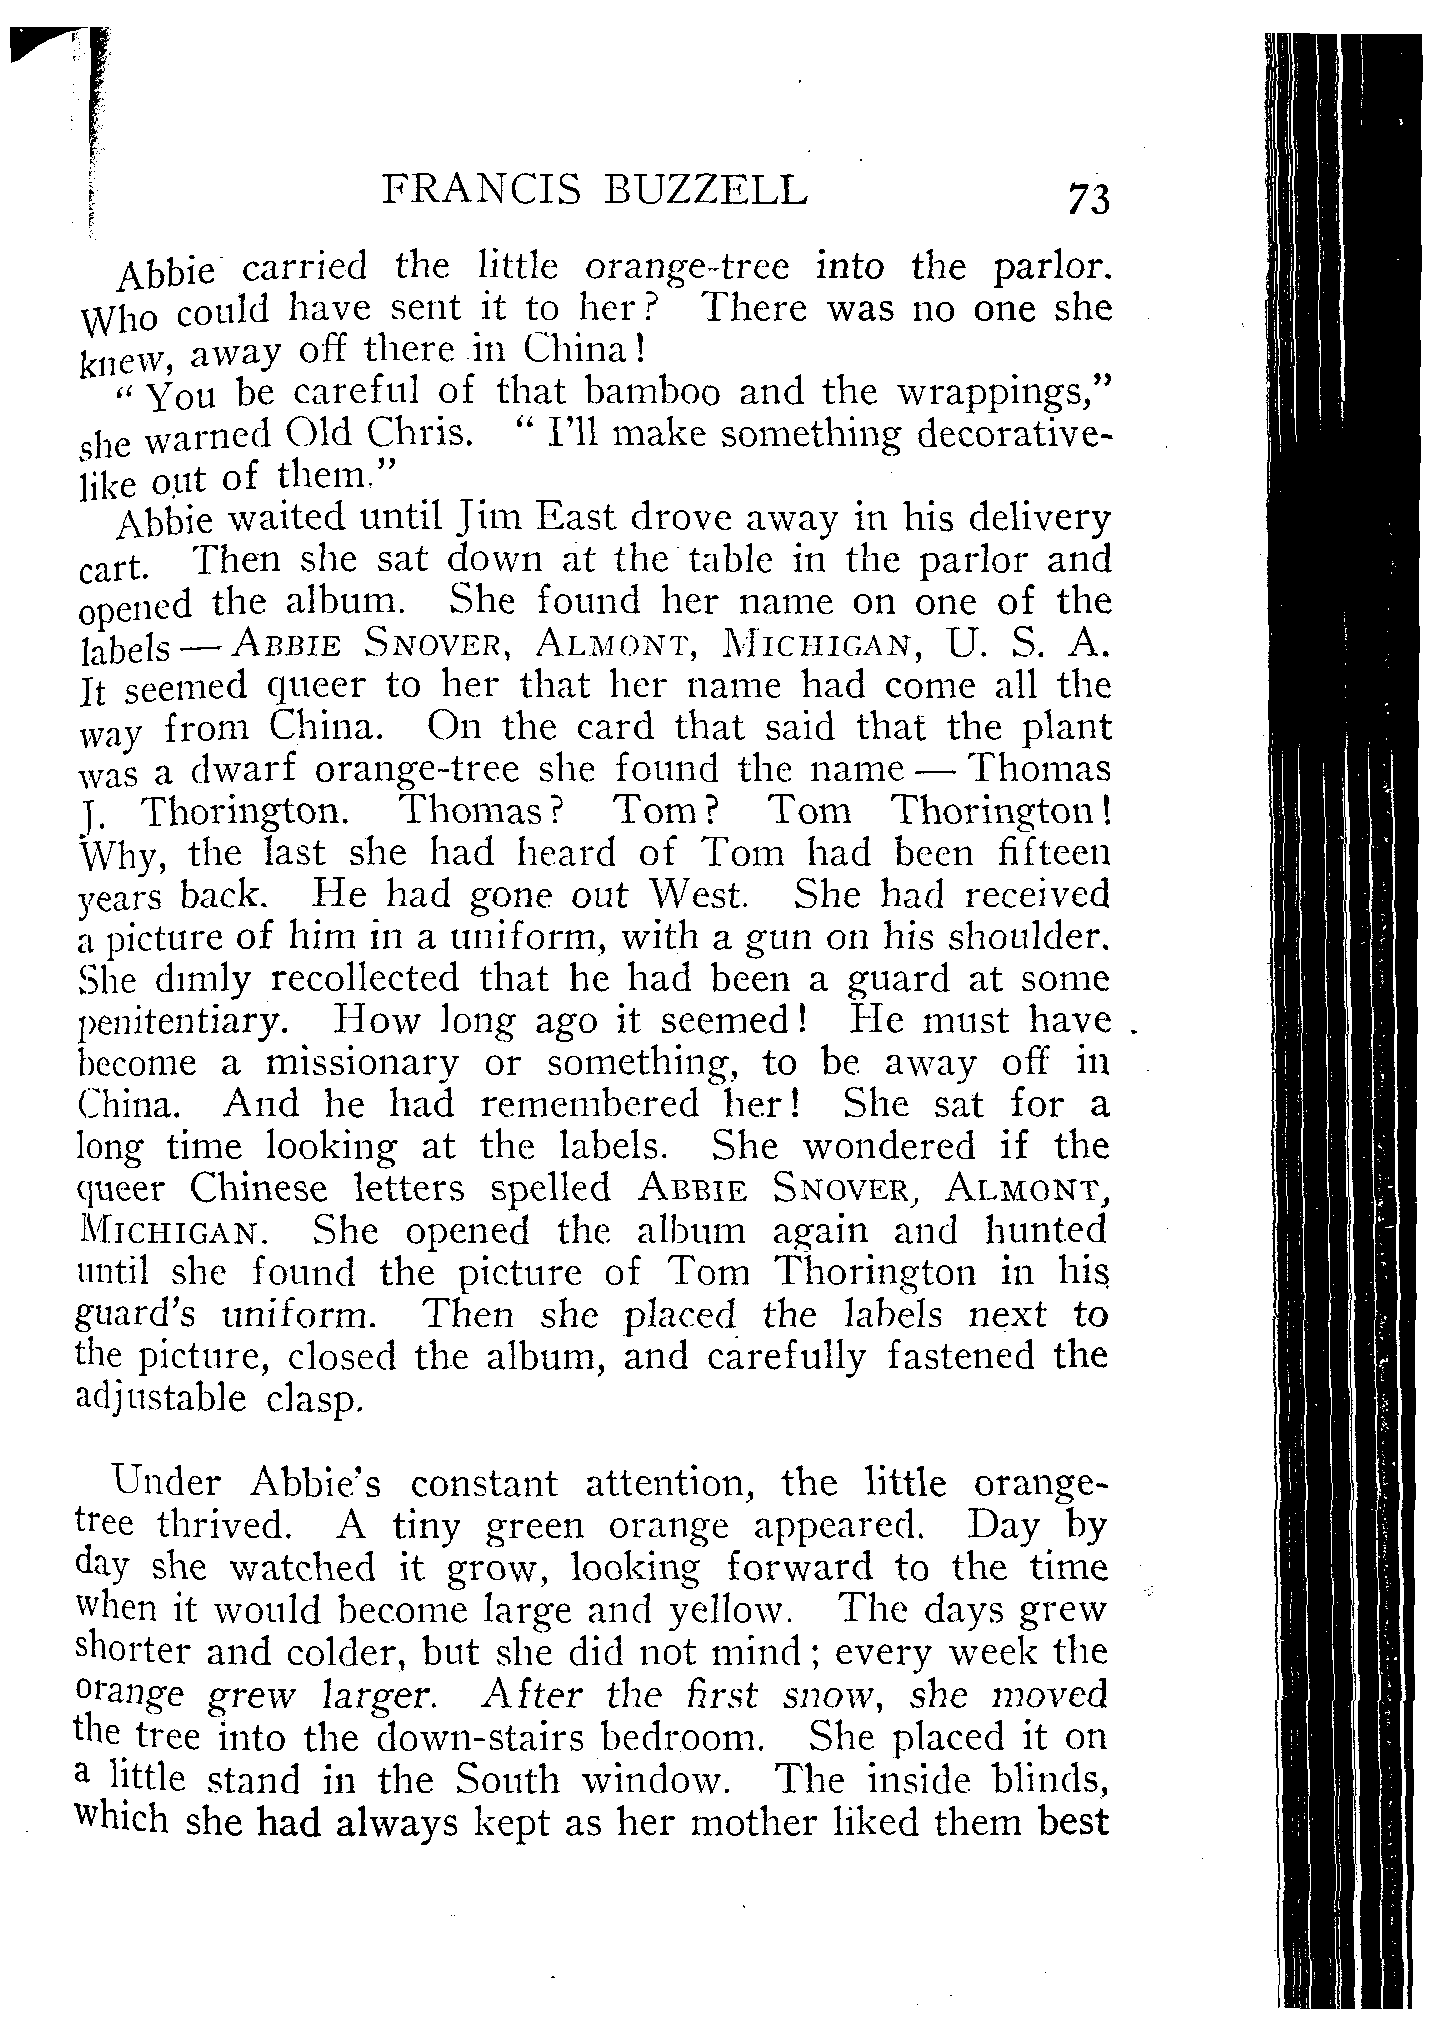 FRANCIS BUZZELL 73
Abbie carried the little orange-tree into the parlor.
Who could have sent it to her? There was no one she
knew, away off there in China!
“ You be careful of that bamboo and the wrappings,”
she warned Old Chris. “ I’ll make something decorative-
like out of them.”
Abbie waited until Jim East drove away in his delivery
cart. Then she sat down at the table in the parlor and
opened the album. She found her name on one of the
labels — ABBIE SNOVER, ALMONT, MICHIGAN, U. S. A.
It seemed queer to her that her name had come all the
way from China. On the card that said that the plant
was a dwarf orange-tree she found the name — Thomas
J. Thorington. Thomas? Tom? Tom Thorington!
Why, the last she had heard of Tom had been fifteen
years back. He had gone out West. She had received
a picture of him in a uniform, with a gun on his shoulder.
She dimly recollected that he had been a guard at some
penitentiary. How long ago it seemed! He must have
become a missionary or something, to be away off in
China. And he had remembered her! She sat for a
long time looking at the labels. She wondered if the
queer Chinese letters spelled ABBIE SNOVER, ALMONT,
MICHIGAN. She opened the album again and hunted
until she found the picture of Tom Thorington in his
guard’s uniform. Then she placed the labels next to
the picture, closed the album, and carefully fastened the
adjustable clasp.
Under Abbie’s constant attention, the little orange-
tree thrived. A tiny green orange appeared. Day by
day she watched it grow, looking forward to the time
when it would become large and yellow. The days grew
shorter and colder, but she did not mind; every week the
orange grew larger. After the first snow, she moved
the tree into the down-stairs bedroom. She placed it on
a little stand in the South window. The inside blinds,
which she had always kept as her mother liked them best